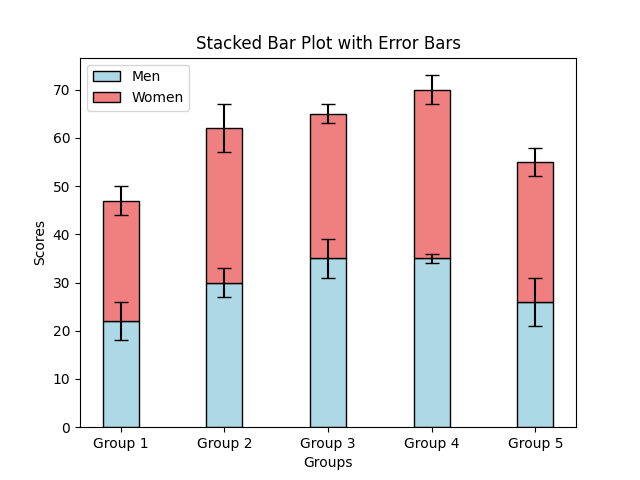 Stacked Bar Plot with Error Bars
Men
Women
Scores
70
60
50
40
30
20
10
0
Group 1 Group 2 Group 3 Group 4 Group 5
Groups